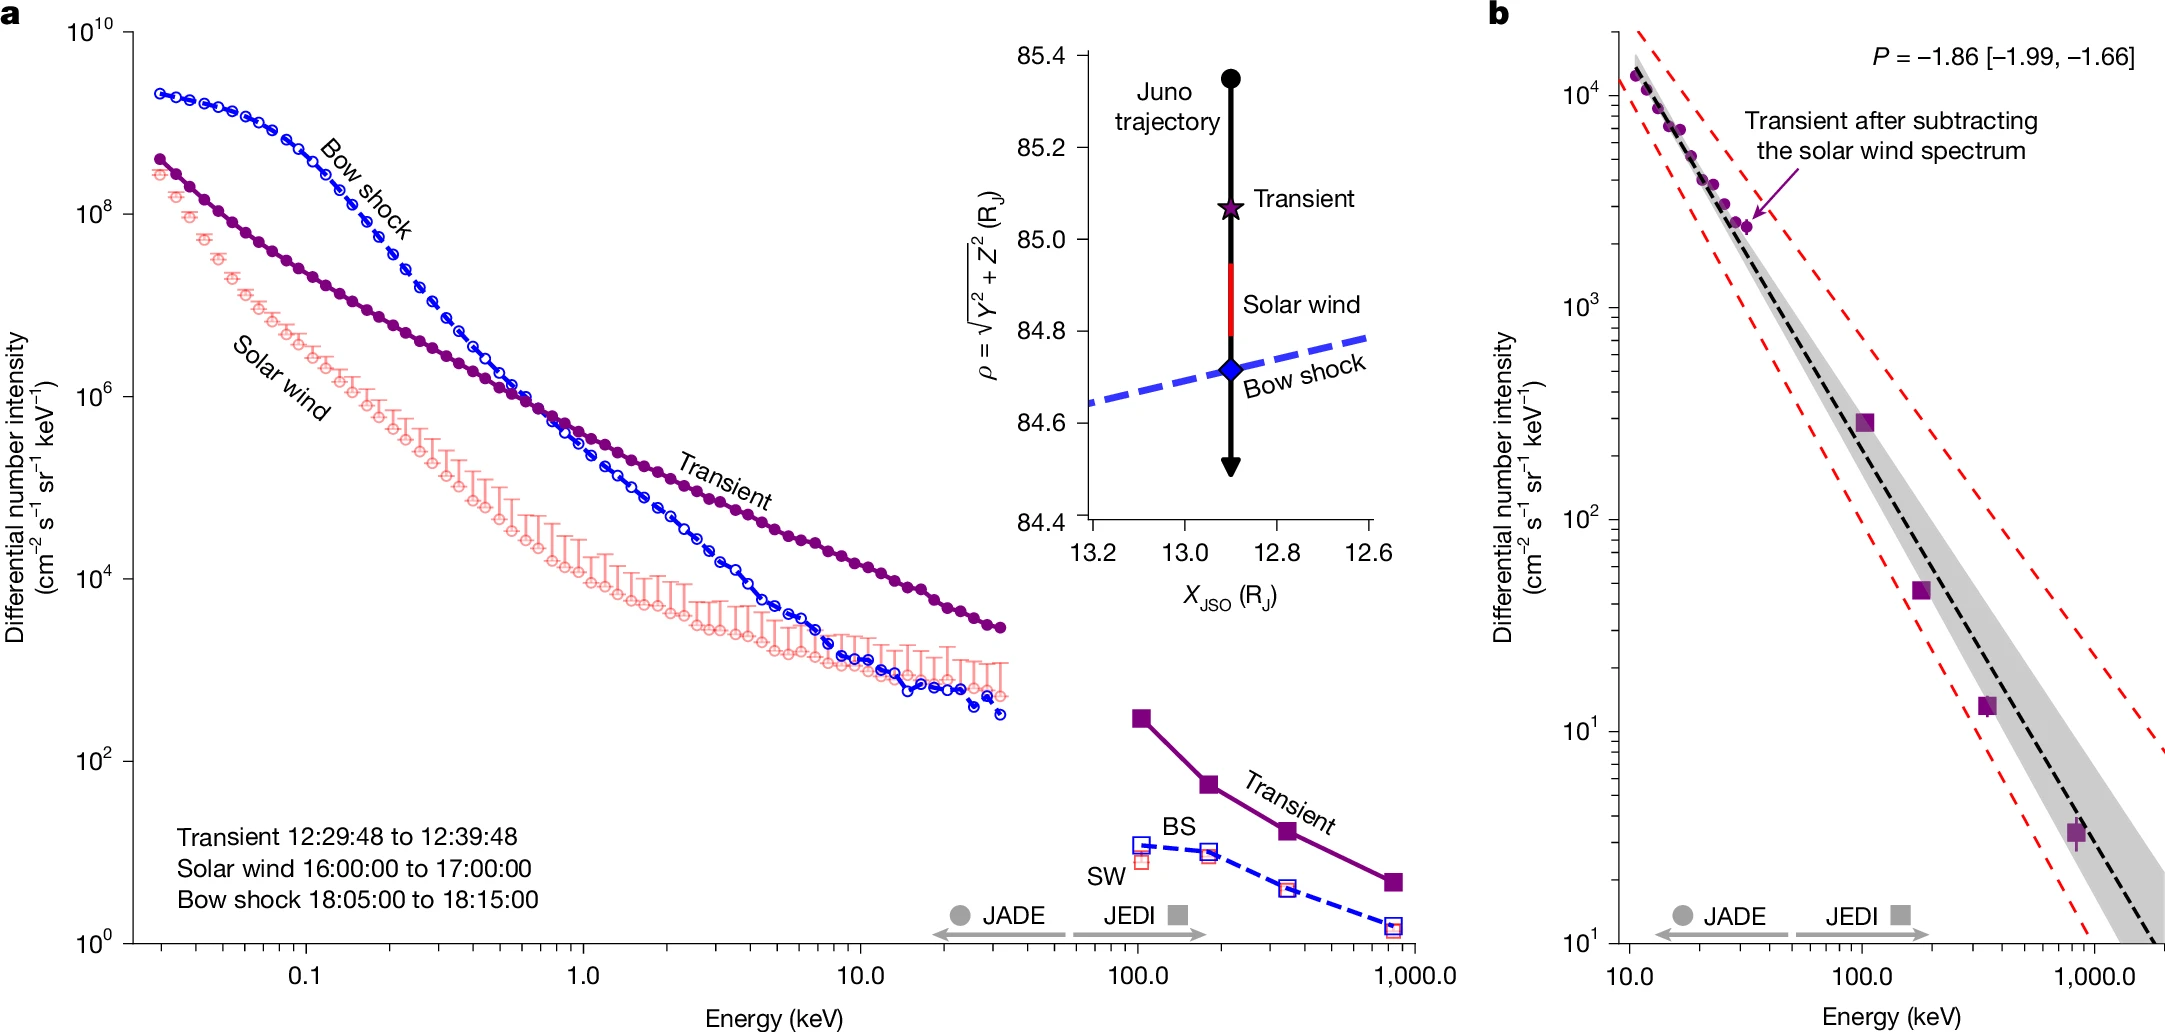 a
10^10
10^8
10^6
10^4
10^2
10^0
Differential number intensity
(cm^−2 s^−1 sr^−1 keV^−1)
Bow shock
Solar wind
Transient
Transient 12:29:48 to 12:39:48
Solar wind 16:00:00 to 17:00:00
Bow shock 18:05:00 to 18:15:00
BS
SW
Transient
JADE
JEDI
0.1
1.0
10.0
100.0
1,000.0
Energy (keV)
85.4
85.2
85.0
84.8
84.6
84.4
ρ = √Y^2 + Z^2 (R_J)
Juno
trajectory
Transient
Solar wind
Bow shock
13.2
13.0
12.8
12.6
X_JSO (R_J)
b
P = −1.86 [−1.99, −1.66]
Transient after subtracting
the solar wind spectrum
10^4
10^3
10^2
10^1
10^1
Differential number intensity
(cm^−2 s^−1 sr^−1 keV^−1)
JADE
JEDI
10.0
100.0
1,000.0
Energy (keV)